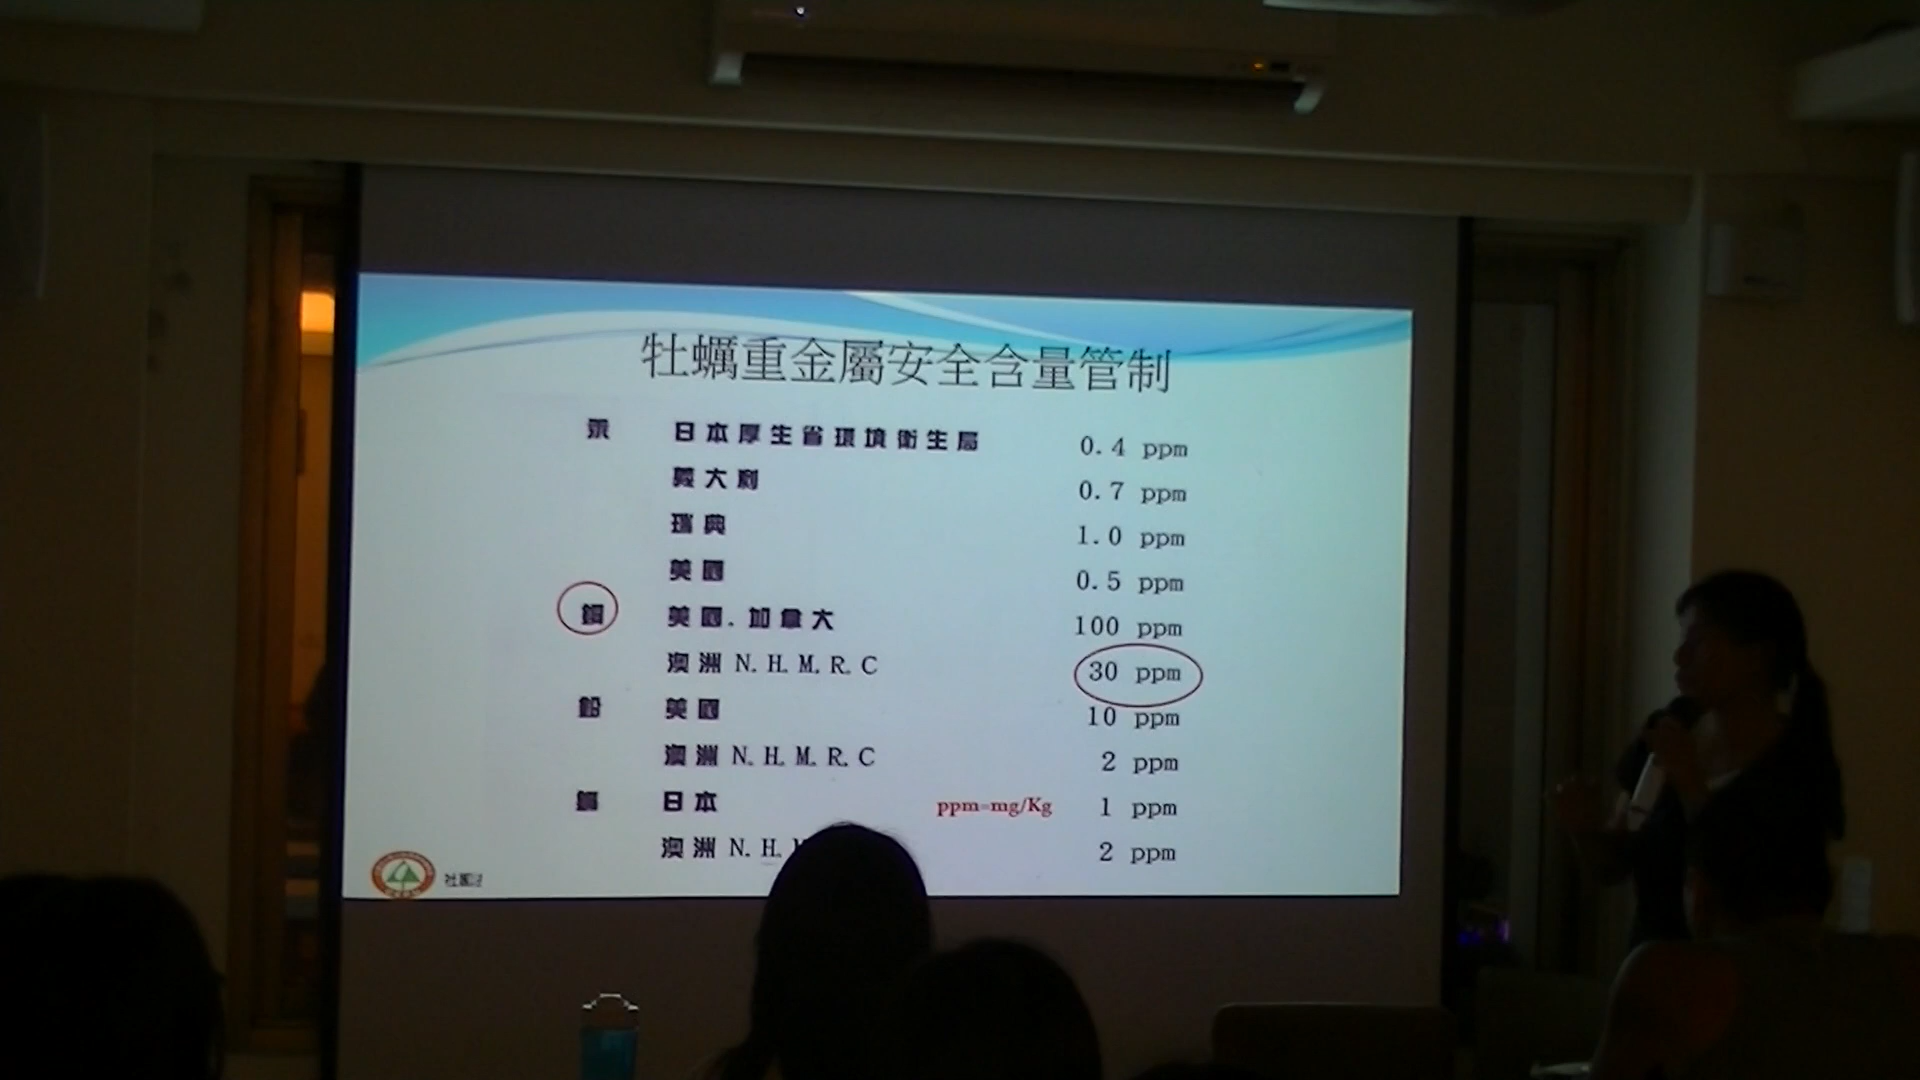 牡蠣重金屬安全含量管制
汞 日本厚生省環境衛生局 0.4 ppm
義大利 0.7 ppm
瑞典 1.0 ppm
美國 0.5 ppm
銅 美國.加拿大 100 ppm
澳洲 N.H.M.R.C 30 ppm
鉛 美國 10 ppm
澳洲 N.H.M.R.C 2 ppm
鎘 日本 ppm=mg/Kg 1 ppm
澳洲 N.H. 2 ppm
社團法